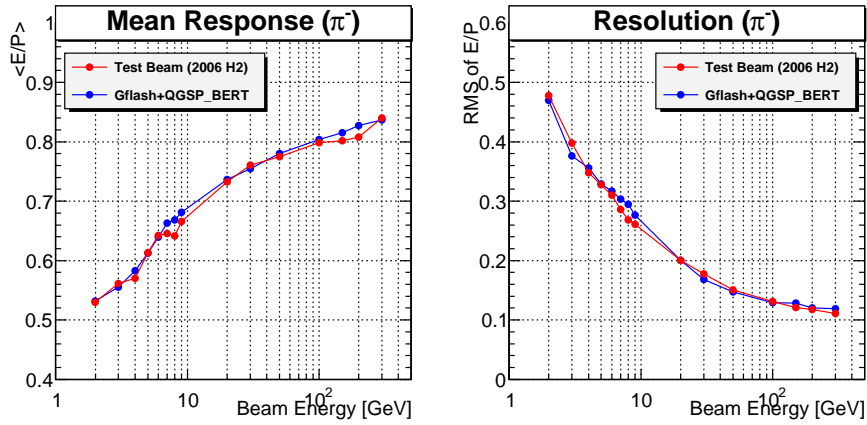 Mean Response (π⁻)
<E/P>
1
0.9
0.8
0.7
0.6
0.5
0.4
Test Beam (2006 H2)
Gflash+QGSP_BERT
1
10
10²
Beam Energy [GeV]
Resolution (π⁻)
RMS of E/P
0.6
0.5
0.4
0.3
0.2
0.1
0
Test Beam (2006 H2)
Gflash+QGSP_BERT
1
10
10²
Beam Energy [GeV]